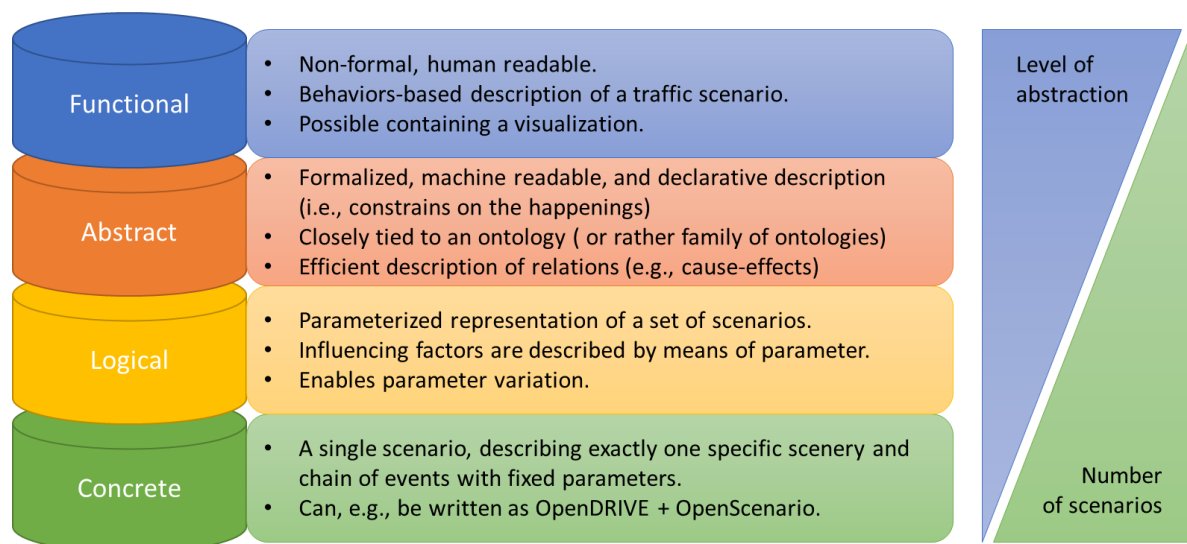 Functional
• Non-formal, human readable.
• Behaviors-based description of a traffic scenario.
• Possible containing a visualization.
Abstract
• Formalized, machine readable, and declarative description
(i.e., constrains on the happenings)
• Closely tied to an ontology ( or rather family of ontologies)
• Efficient description of relations (e.g., cause-effects)
Logical
• Parameterized representation of a set of scenarios.
• Influencing factors are described by means of parameter.
• Enables parameter variation.
Concrete
• A single scenario, describing exactly one specific scenery and
chain of events with fixed parameters.
• Can, e.g., be written as OpenDRIVE + OpenScenario.
Level of
abstraction
Number
of scenarios